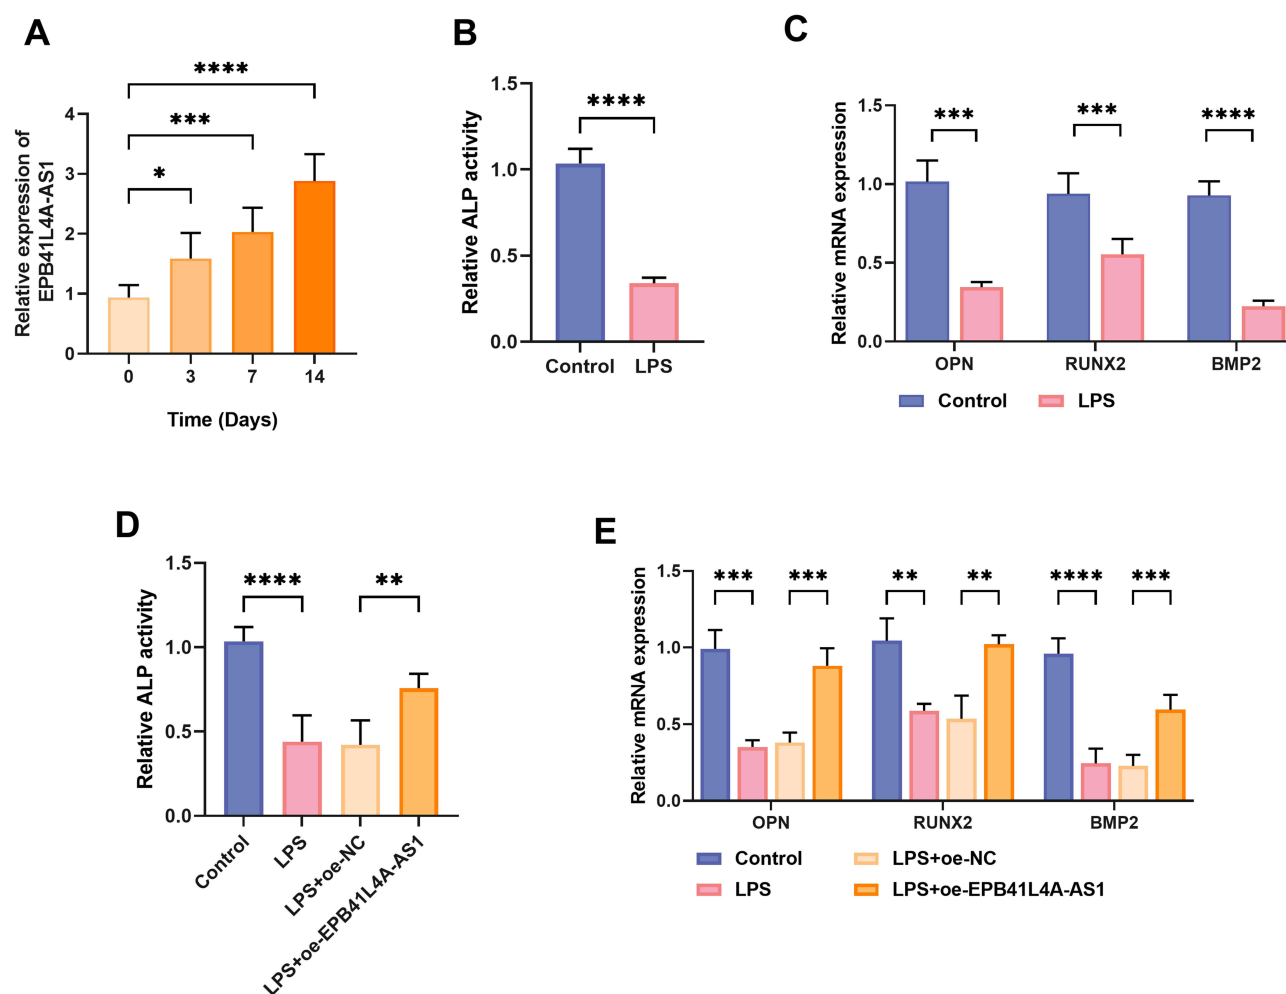 A
Relative expression of
EPB41L4A-AS1
4
3
2
1
0
****
***
*
0 3 7 14
Time (Days)
B
Relative ALP activity
1.5
1.0
0.5
0.0
****
Control LPS
C
Relative mRNA expression
1.5
1.0
0.5
0.0
*** *** ****
OPN RUNX2 BMP2
Control LPS
D
Relative ALP activity
1.5
1.0
0.5
0.0
**** **
Control
LPS
LPS+oe-NC
LPS+oe-EPB41L4A-AS1
E
Relative mRNA expression
1.5
1.0
0.5
0.0
*** *** ** ** **** ***
OPN RUNX2 BMP2
Control LPS+oe-NC
LPS LPS+oe-EPB41L4A-AS1